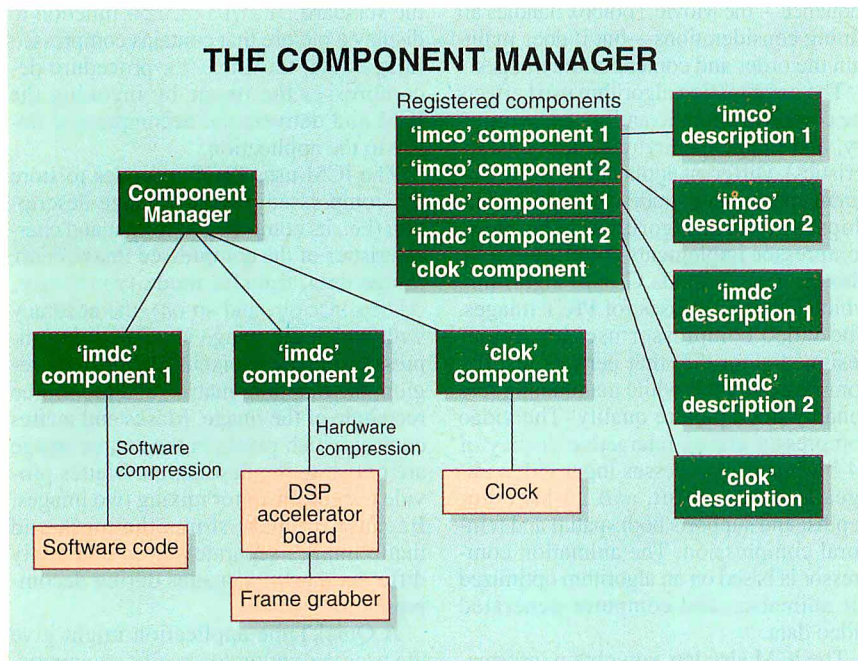 THE COMPONENT MANAGER
Registered components
'imco' component 1
'imco' component 2
'imdc' component 1
'imdc' component 2
'clok' component
'imco'
description 1
'imco'
description 2
'imdc'
description 1
'imdc'
description 2
'clok'
description
Component
Manager
'imdc'
component 1
'imdc'
component 2
'clok'
component
Software
compression
Hardware
compression
Software code
DSP
accelerator
board
Frame grabber
Clock